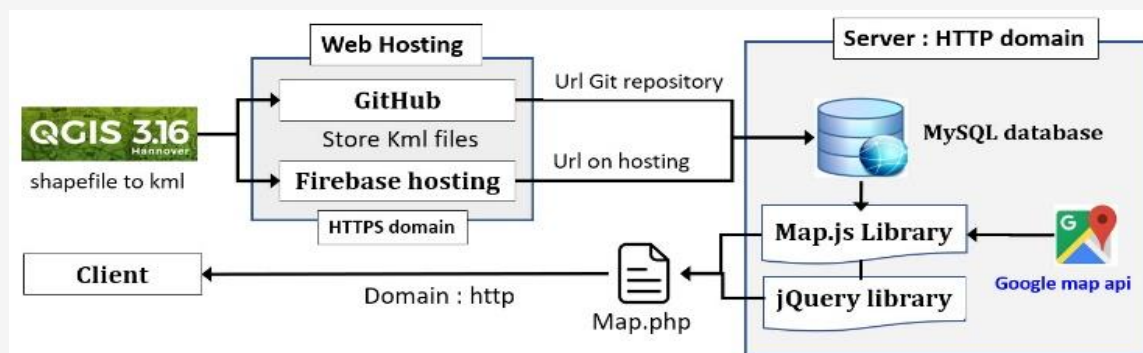 Web Hosting
Server : HTTP domain
GitHub
Url Git repository
QGIS 3.16
Hannover
Store Kml files
MySQL database
shapefile to kml
Firebase hosting
Url on hosting
HTTPS domain
Map.js Library
G
Client
Google map api
Domain : http
jQuery library
Map.php